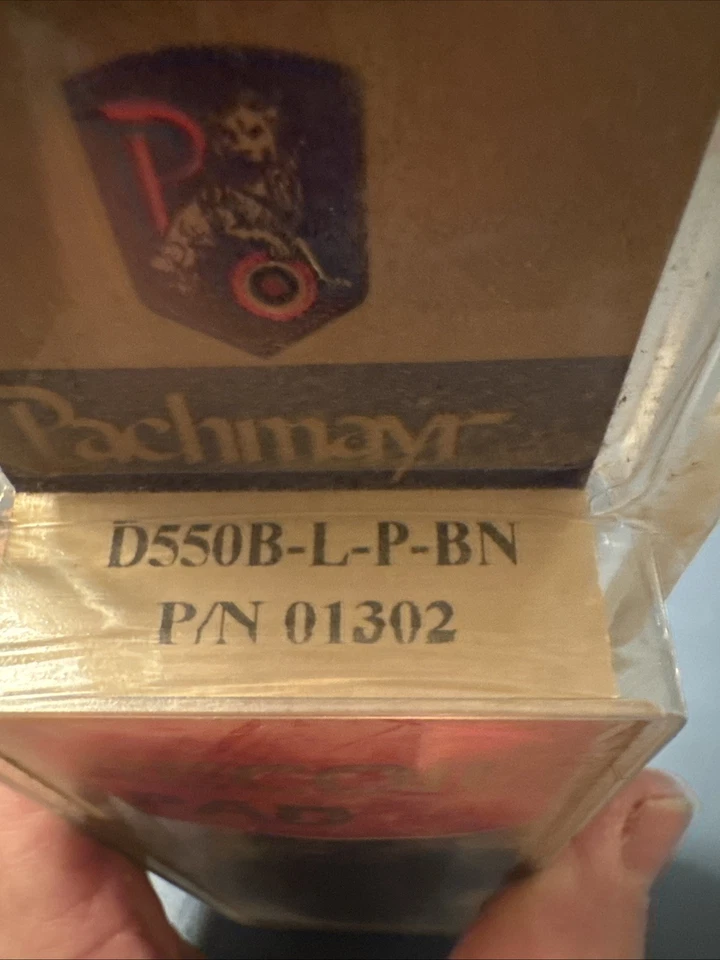 P
Pachmayr
D550B-L-P-BN
P/N 01302